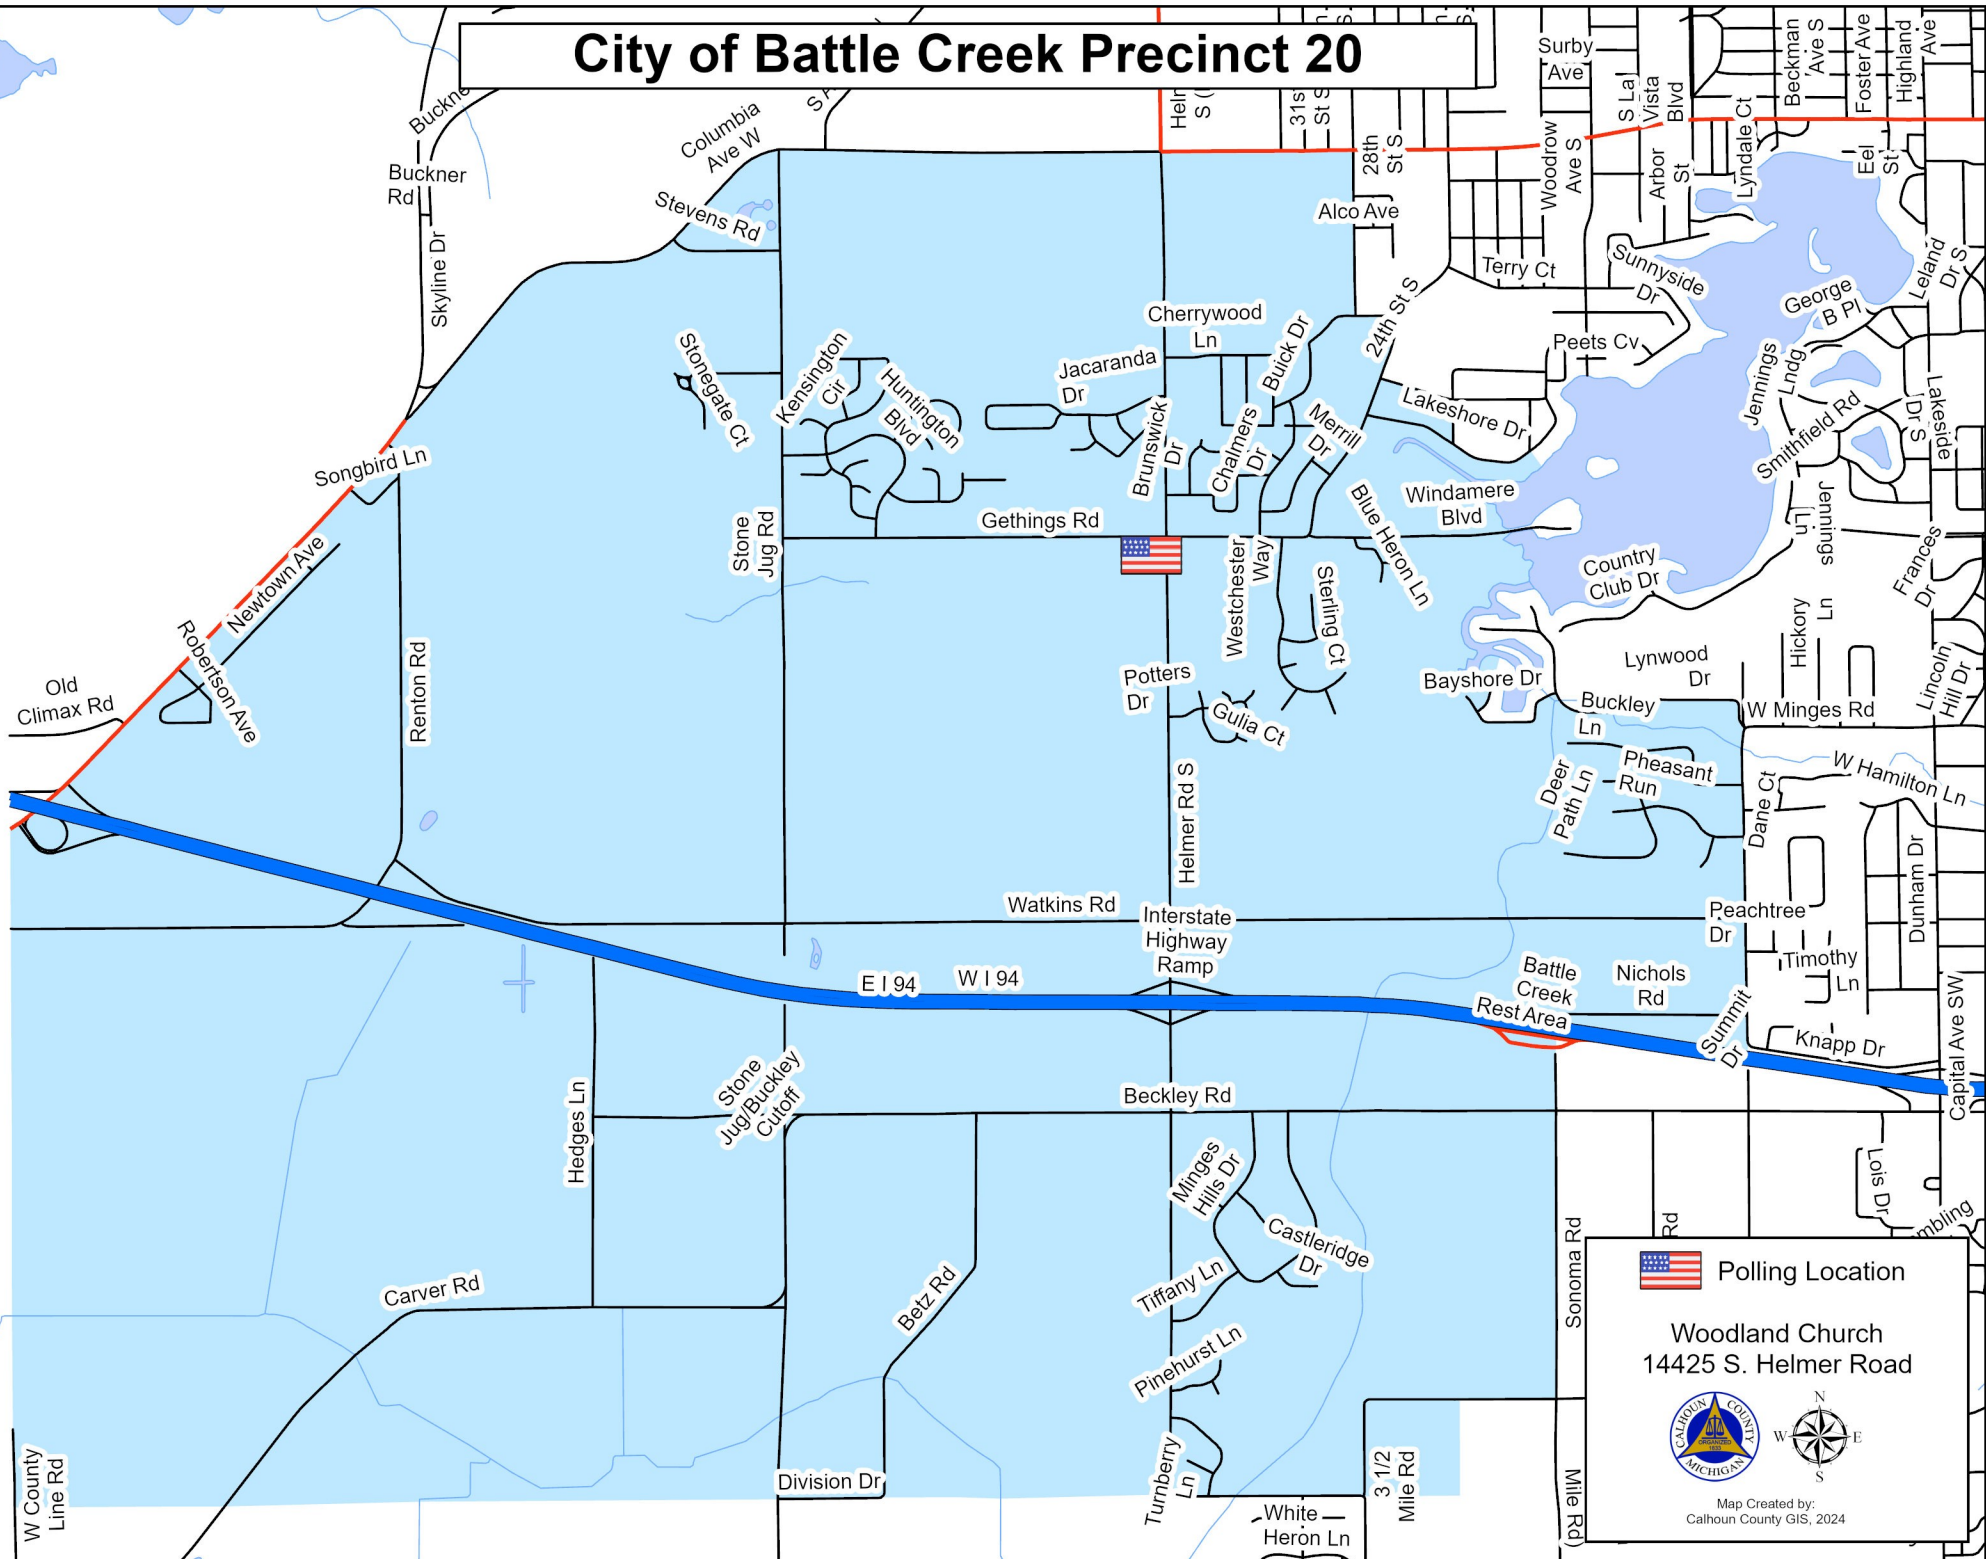 City of Battle Creek Precinct 20
Surby
Ave
Beckman
Ave S
Foster Ave
Highland
Ave
S La
Vista
Blvd
31st
28th
St S
Woodrow
Ave S
Arbor
St
Lyndale Ct
Eel
St
Columbia
Ave W
Buckner
Rd
Skyline Dr
Stevens Rd
Alco Ave
Terry Ct
Sunnyside
Dr
Leland
Dr S
George
B Pl
24th St S
Peets Cv
Cherrywood
Ln
Buick Dr
Jacaranda
Dr
Stonegate Ct
Kensington
Cir
Huntington
Blvd
Brunswick
Dr
Chalmers
Dr
Merrill
Dr
Lakeshore Dr
Jennings
Lndg
Smithfield Rd
Lakeside
Dr S
Songbird Ln
Newtown Ave
Robertson Ave
Renton Rd
Old
Climax Rd
Stone
Jug Rd
Gethings Rd
Windamere
Blvd
Blue Heron Ln
Westchester
Way
Sterling Ct
Country
Club Dr
Jennings
Ln
Frances
Dr
Hickory
Ln
Lynwood
Dr
Lincoln
Hill Dr
Potters
Dr
Gulia Ct
Bayshore Dr
Buckley
Ln
W Minges Rd
Deer
Path Ln
Pheasant
Run
W Hamilton Ln
Dane Ct
Dunham Dr
Helmer Rd S
Watkins Rd
Interstate
Highway
Ramp
Peachtree
Dr
Timothy
Ln
E I 94
W I 94
Battle
Creek
Rest Area
Nichols
Rd
Summit
Dr
Knapp Dr
Capital Ave SW
Hedges Ln
Stone
Jug/Buckley
Cutoff
Beckley Rd
Minges
Hills Dr
Castleridge
Dr
Lois Dr
Sonoma Rd
Rd
Carver Rd
Betz Rd
Tiffany Ln
Pinehurst Ln
Turnberry
Ln
Division Dr
W County
Line Rd
3 1/2
Mile Rd
Mile Rd)
White
Heron Ln
Polling Location
Woodland Church
14425 S. Helmer Road
CALHOUN COUNTY
ORGANIZED
1833
MICHIGAN
N
W
E
S
Map Created by:
Calhoun County GIS, 2024